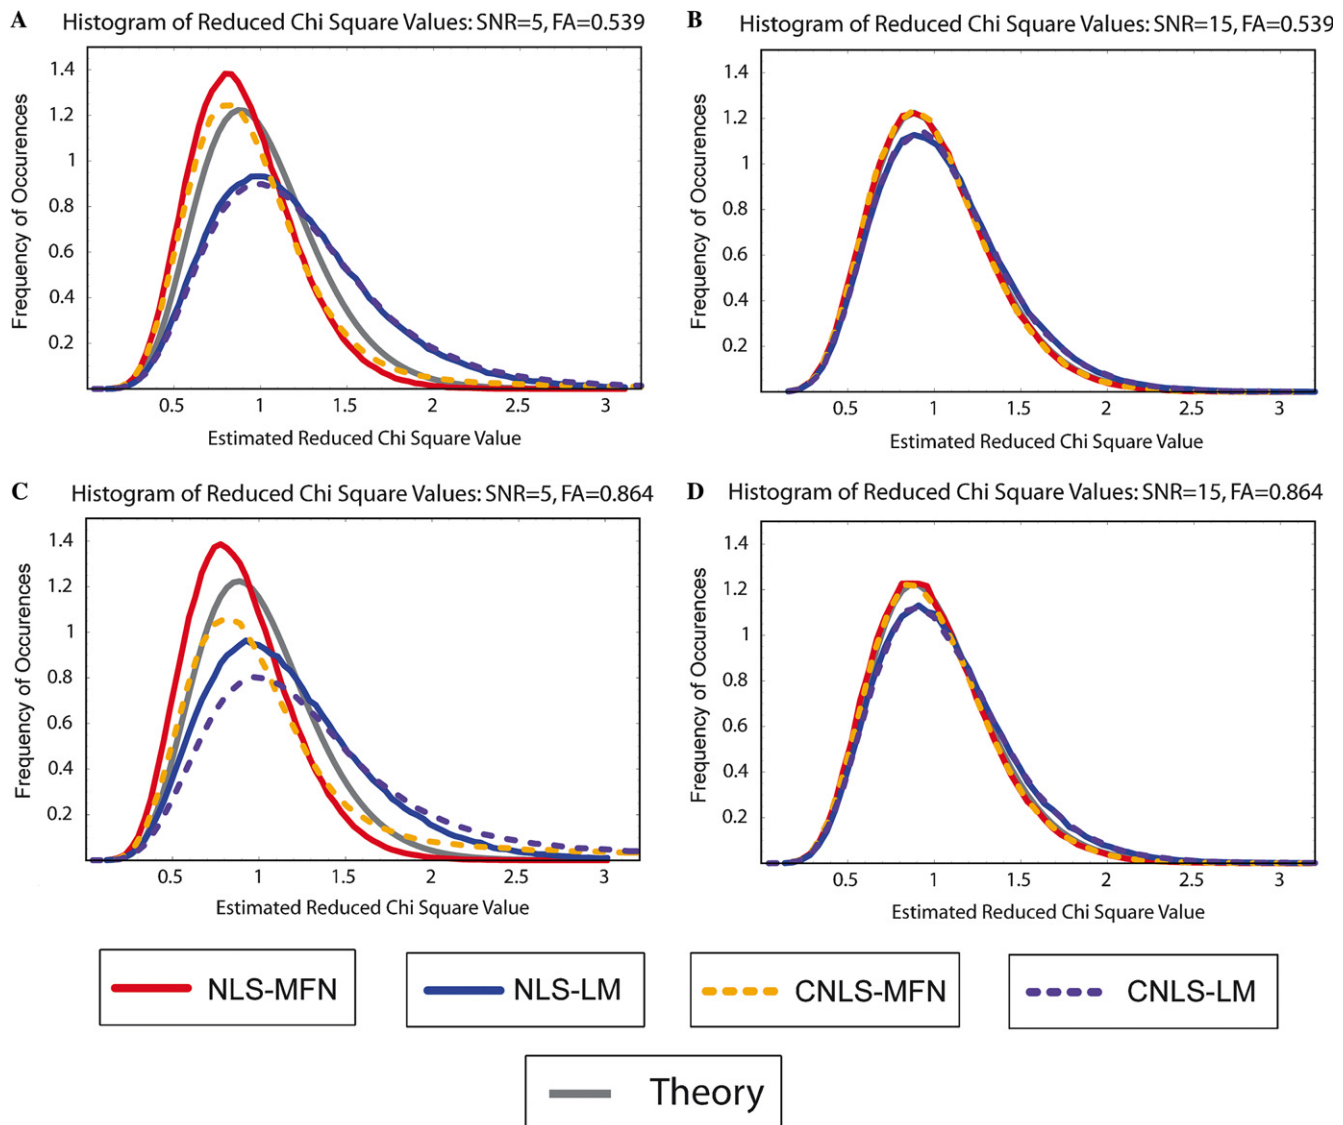 A Histogram of Reduced Chi Square Values: SNR=5, FA=0.539
Frequency of Occurences
1.4
1.2
1
0.8
0.6
0.4
0.2
0.5 1 1.5 2 2.5 3
Estimated Reduced Chi Square Value
B Histogram of Reduced Chi Square Values: SNR=15, FA=0.539
Frequency of Occurences
1.4
1.2
1
0.8
0.6
0.4
0.2
0.5 1 1.5 2 2.5 3
Estimated Reduced Chi Square Value
C Histogram of Reduced Chi Square Values: SNR=5, FA=0.864
Frequency of Occurences
1.4
1.2
1
0.8
0.6
0.4
0.2
0.5 1 1.5 2 2.5 3
Estimated Reduced Chi Square Value
D Histogram of Reduced Chi Square Values: SNR=15, FA=0.864
Frequency of Occurences
1.4
1.2
1
0.8
0.6
0.4
0.2
0.5 1 1.5 2 2.5 3
Estimated Reduced Chi Square Value
NLS-MFN
NLS-LM
CNLS-MFN
CNLS-LM
Theory